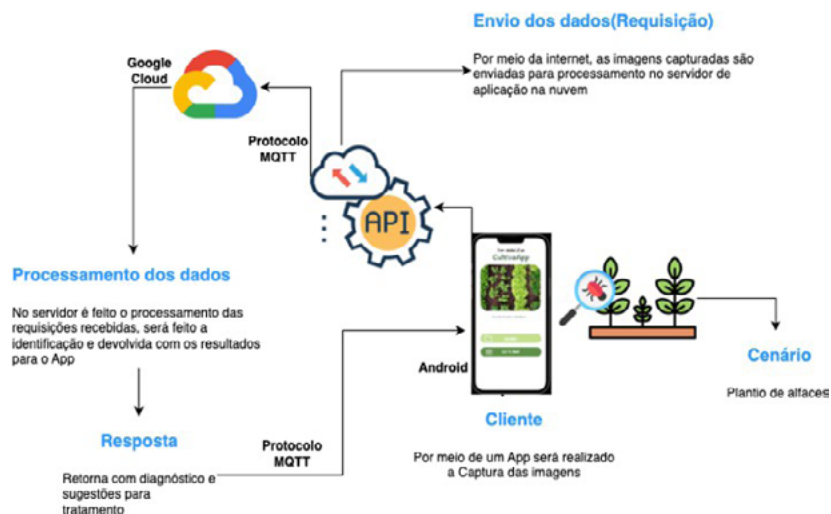 Envio dos dados(Requisição)
Por meio da internet, as imagens capturadas são
enviadas para processamento no servidor de
aplicação na nuvem
Google
Cloud
Protocolo
MQTT
API
CultivaApp
Processamento dos dados
No servidor é feito o processamento das
requisições recebidas, será feito a
identificação e devolvida com os resultados
para o App
Android
Cenário
Plantio de alfaces
Cliente
Por meio de um App será realizado
a Captura das imagens
Resposta
Retorna com diagnóstico e
sugestões para
tratamento
Protocolo
MQTT